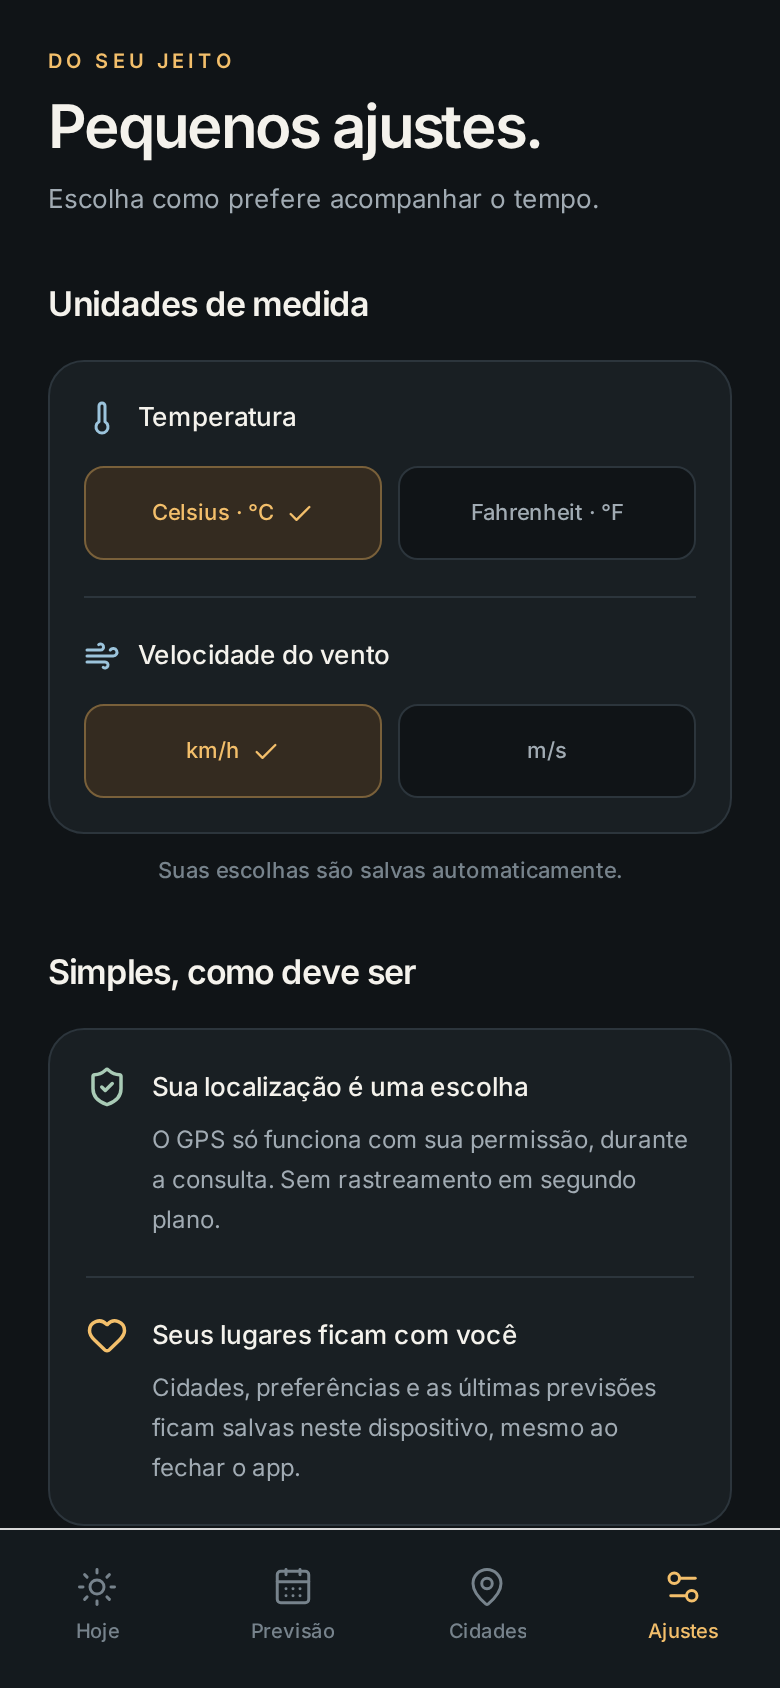 DO SEU JEITO
Pequenos ajustes.
Escolha como prefere acompanhar o tempo.
Unidades de medida
Temperatura
Celsius · °C
Fahrenheit · °F
Velocidade do vento
km/h
m/s
Suas escolhas são salvas automaticamente.
Simples, como deve ser
Sua localização é uma escolha
O GPS só funciona com sua permissão, durante
a consulta. Sem rastreamento em segundo
plano.
Seus lugares ficam com você
Cidades, preferências e as últimas previsões
ficam salvas neste dispositivo, mesmo ao
fechar o app.
Hoje
Previsão
Cidades
Ajustes